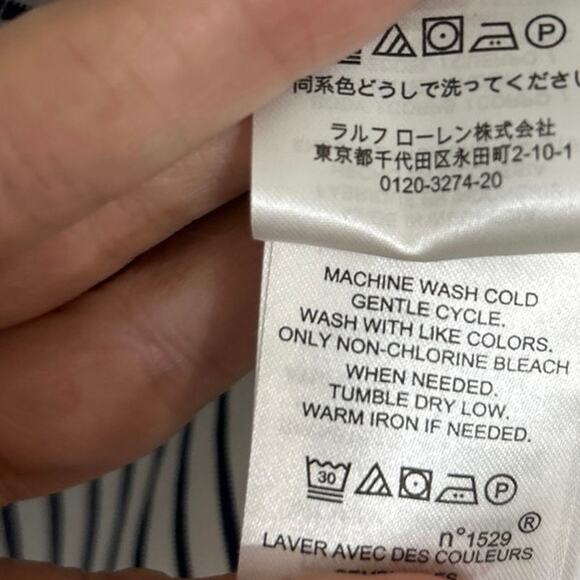 P
同系色どうしで洗ってください
ラルフ ローレン株式会社
東京都千代田区永田町2-10-1
0120-3274-20
MACHINE WASH COLD
GENTLE CYCLE.
WASH WITH LIKE COLORS.
ONLY NON-CHLORINE BLEACH
WHEN NEEDED.
TUMBLE DRY LOW.
WARM IRON IF NEEDED.
30 P
n°1529 ®
LAVER AVEC DES COULEURS